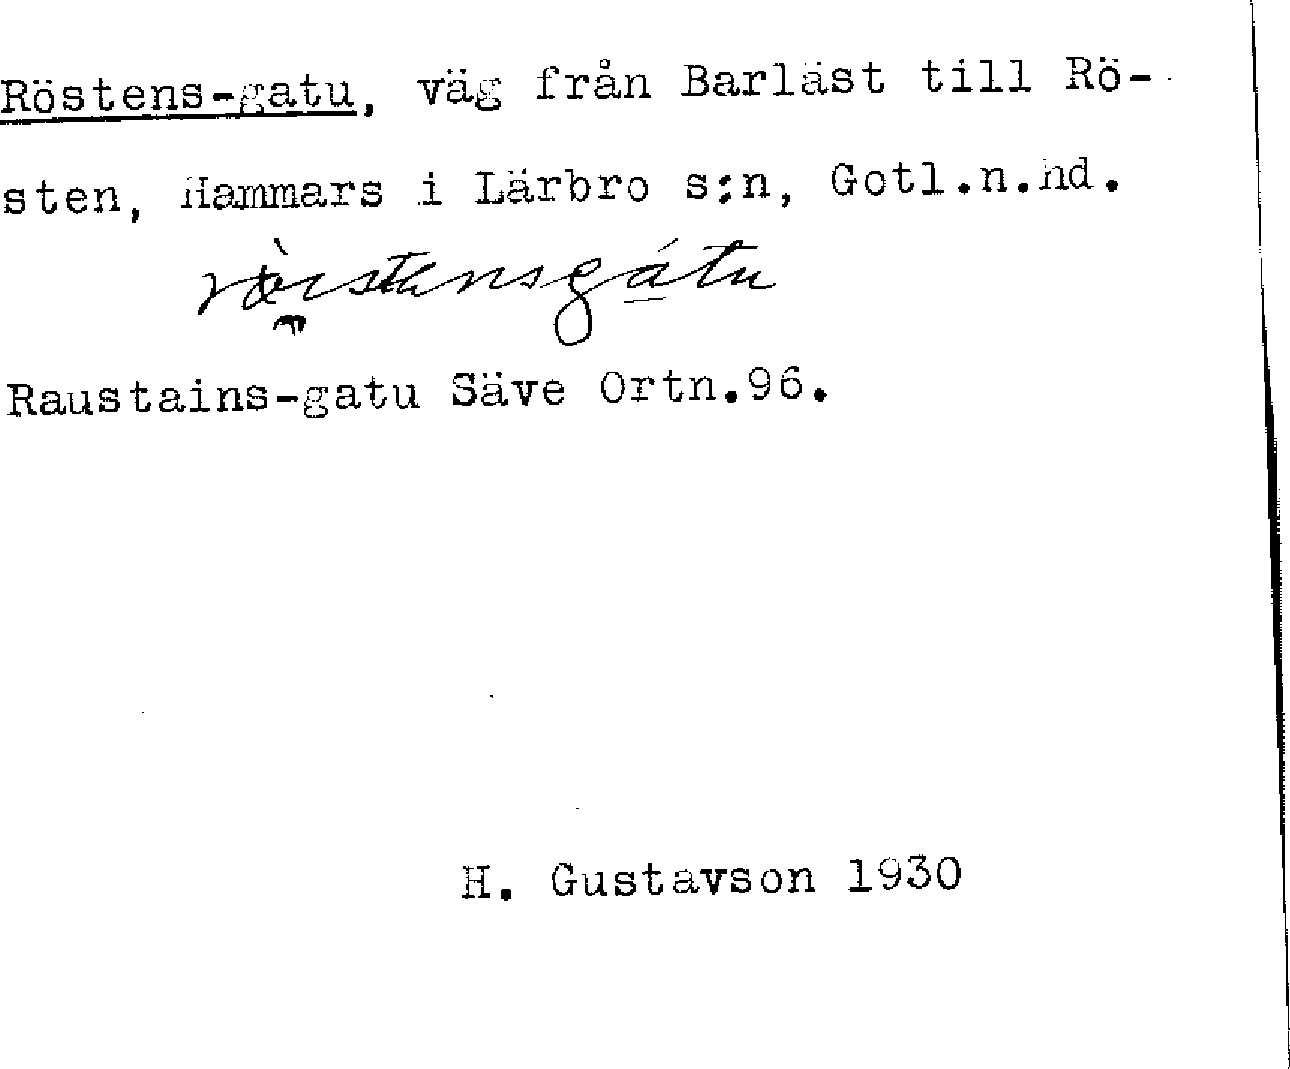 Röstens-gatu, väg från Barläst till Rö-
sten, Hammars i Lärbro s:n, Gotl.n.hd.
Raustains-gatu Säve Ortn.96.
H. Gustavson 1930